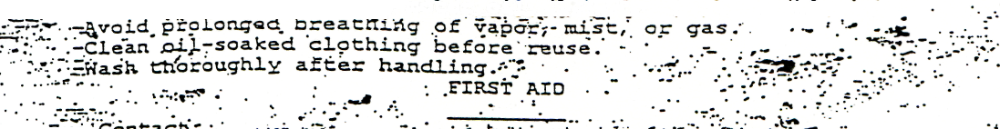 -Avoid prolonged breathing of vapor, mist, or gas.
-Clean oil-soaked clothing before reuse.
-Wash thoroughly after handling.
FIRST AID
Contact